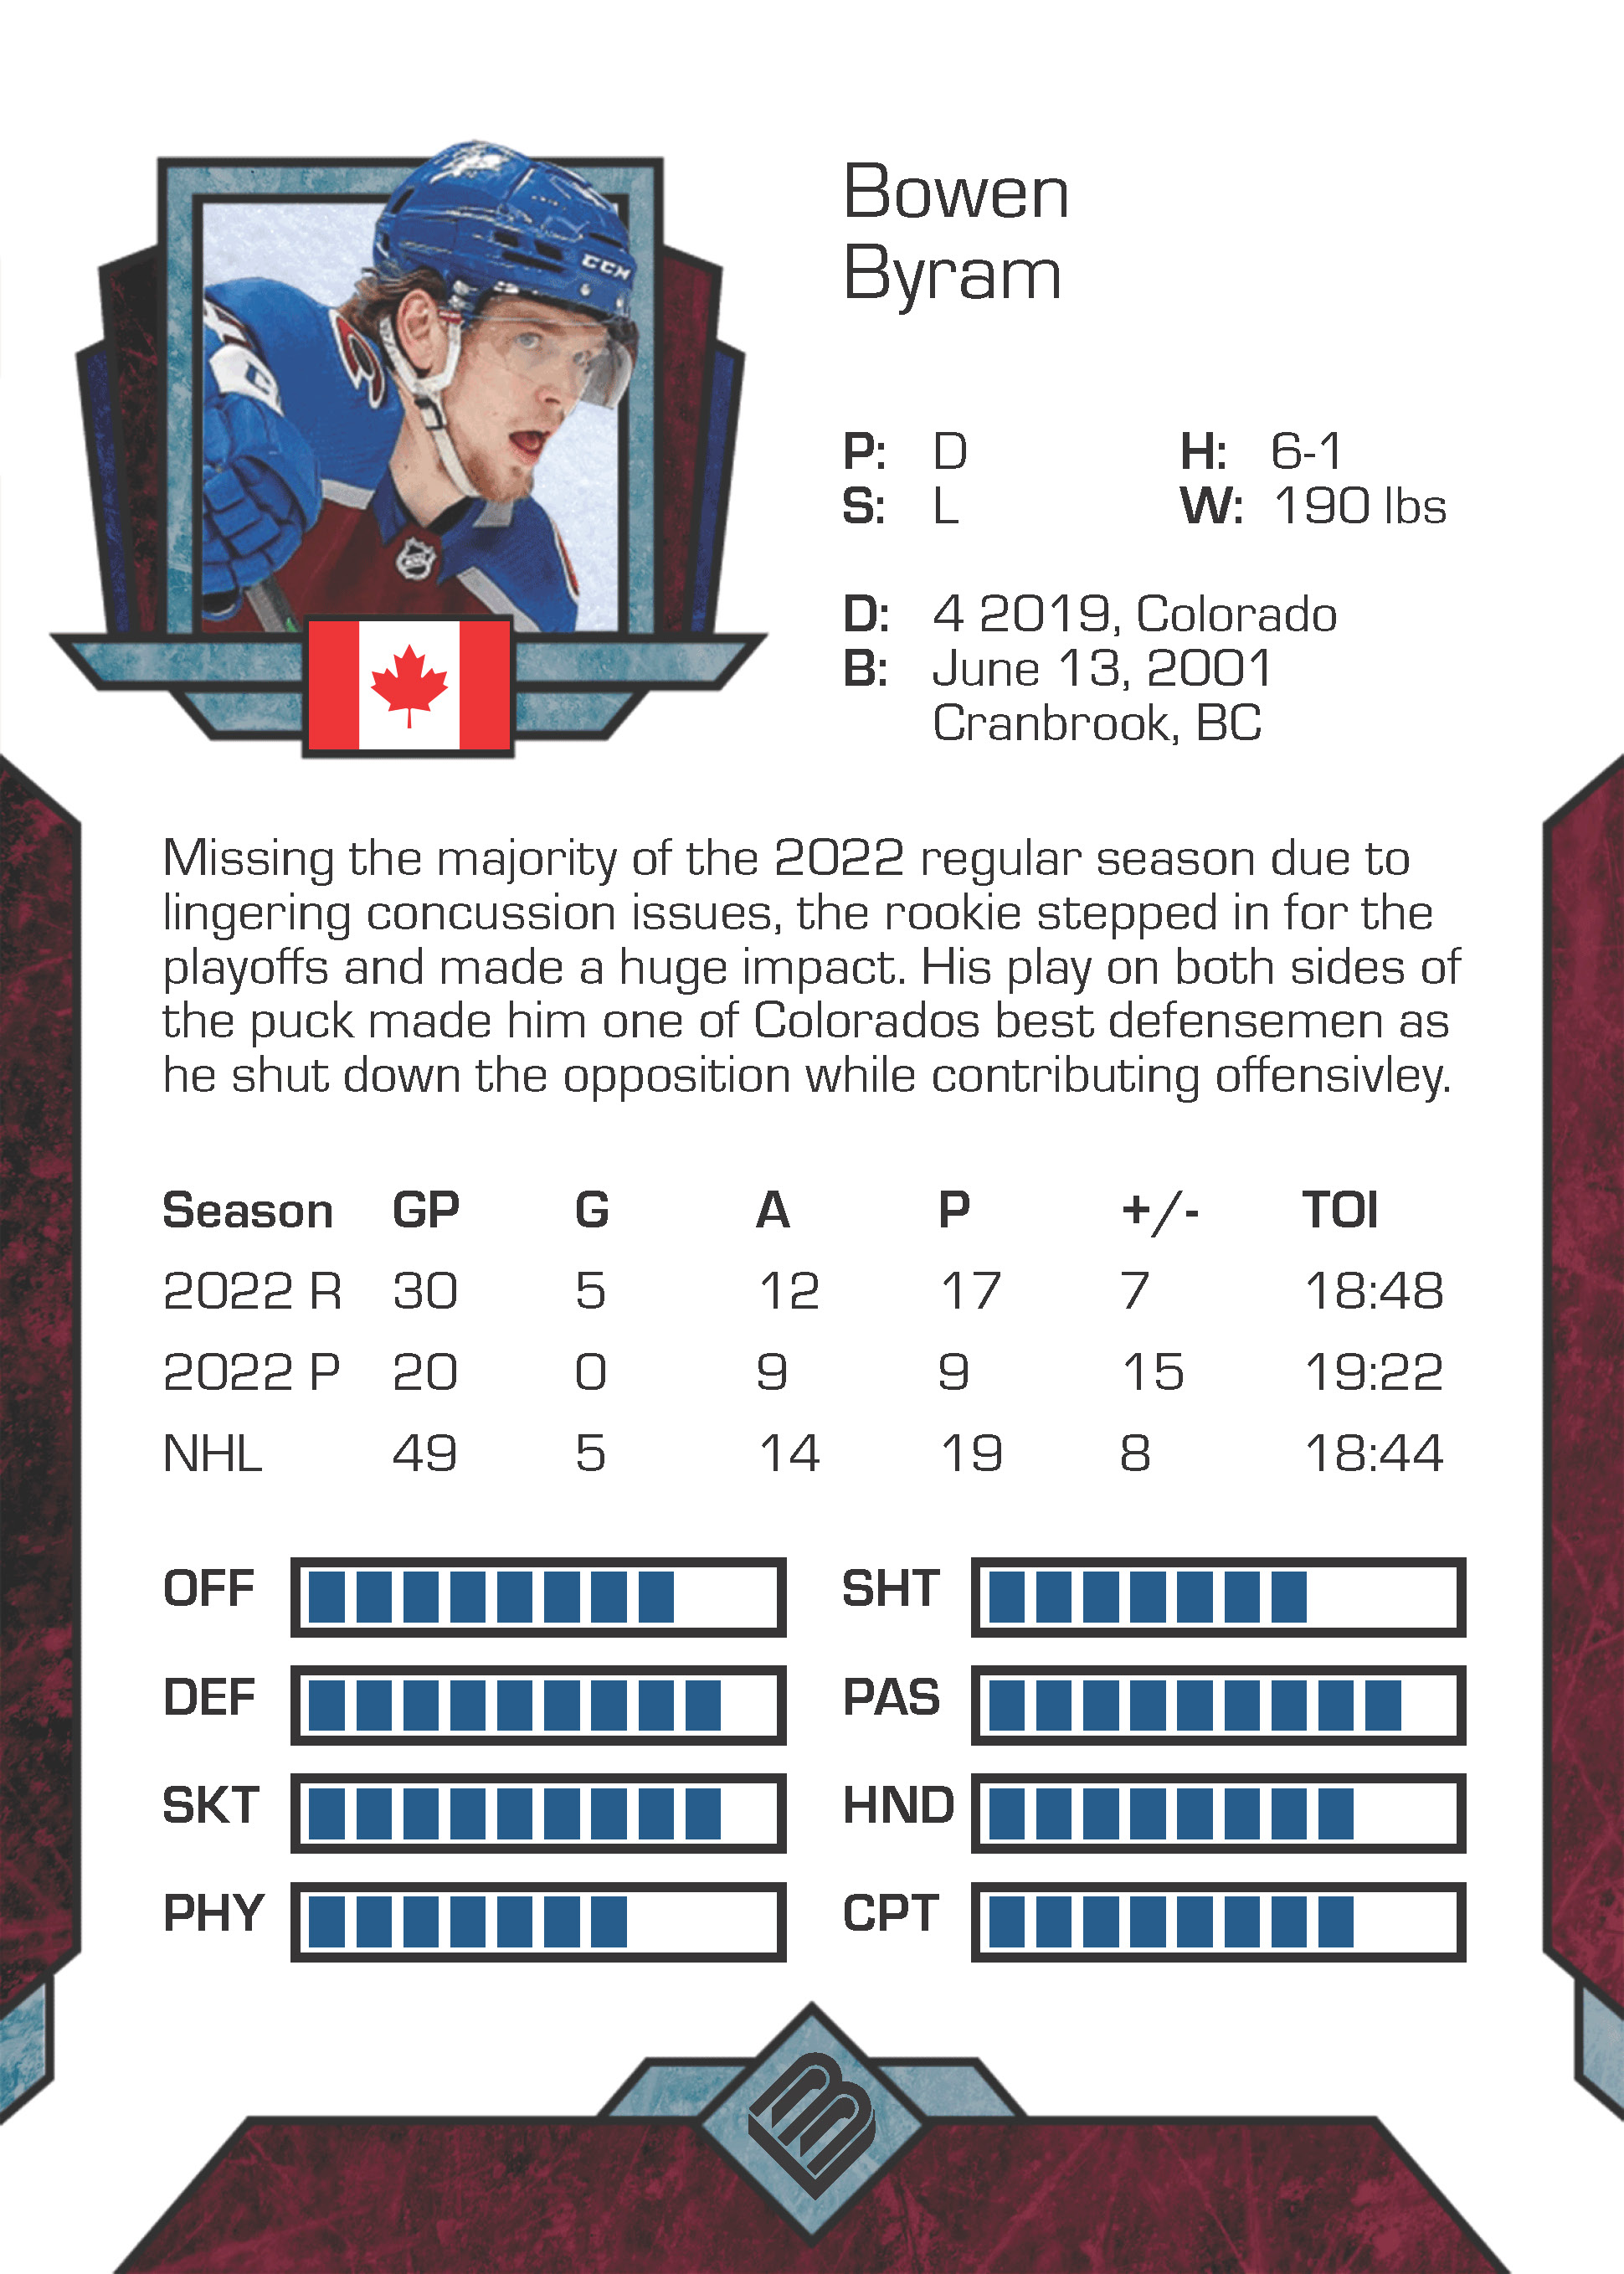 CCM
Bowen
Byram
P: D H: 6-1
S: L W: 190 lbs
D: 4 2019, Colorado
B: June 13, 2001
Cranbrook, BC
Missing the majority of the 2022 regular season due to
lingering concussion issues, the rookie stepped in for the
playoffs and made a huge impact. His play on both sides of
the puck made him one of Colorados best defensemen as
he shut down the opposition while contributing offensivley.
Season GP G A P +/- TOI
2022 R 30 5 12 17 7 18:48
2022 P 20 0 9 9 15 19:22
NHL 49 5 14 19 8 18:44
OFF SHT
DEF PAS
SKT HND
PHY CPT